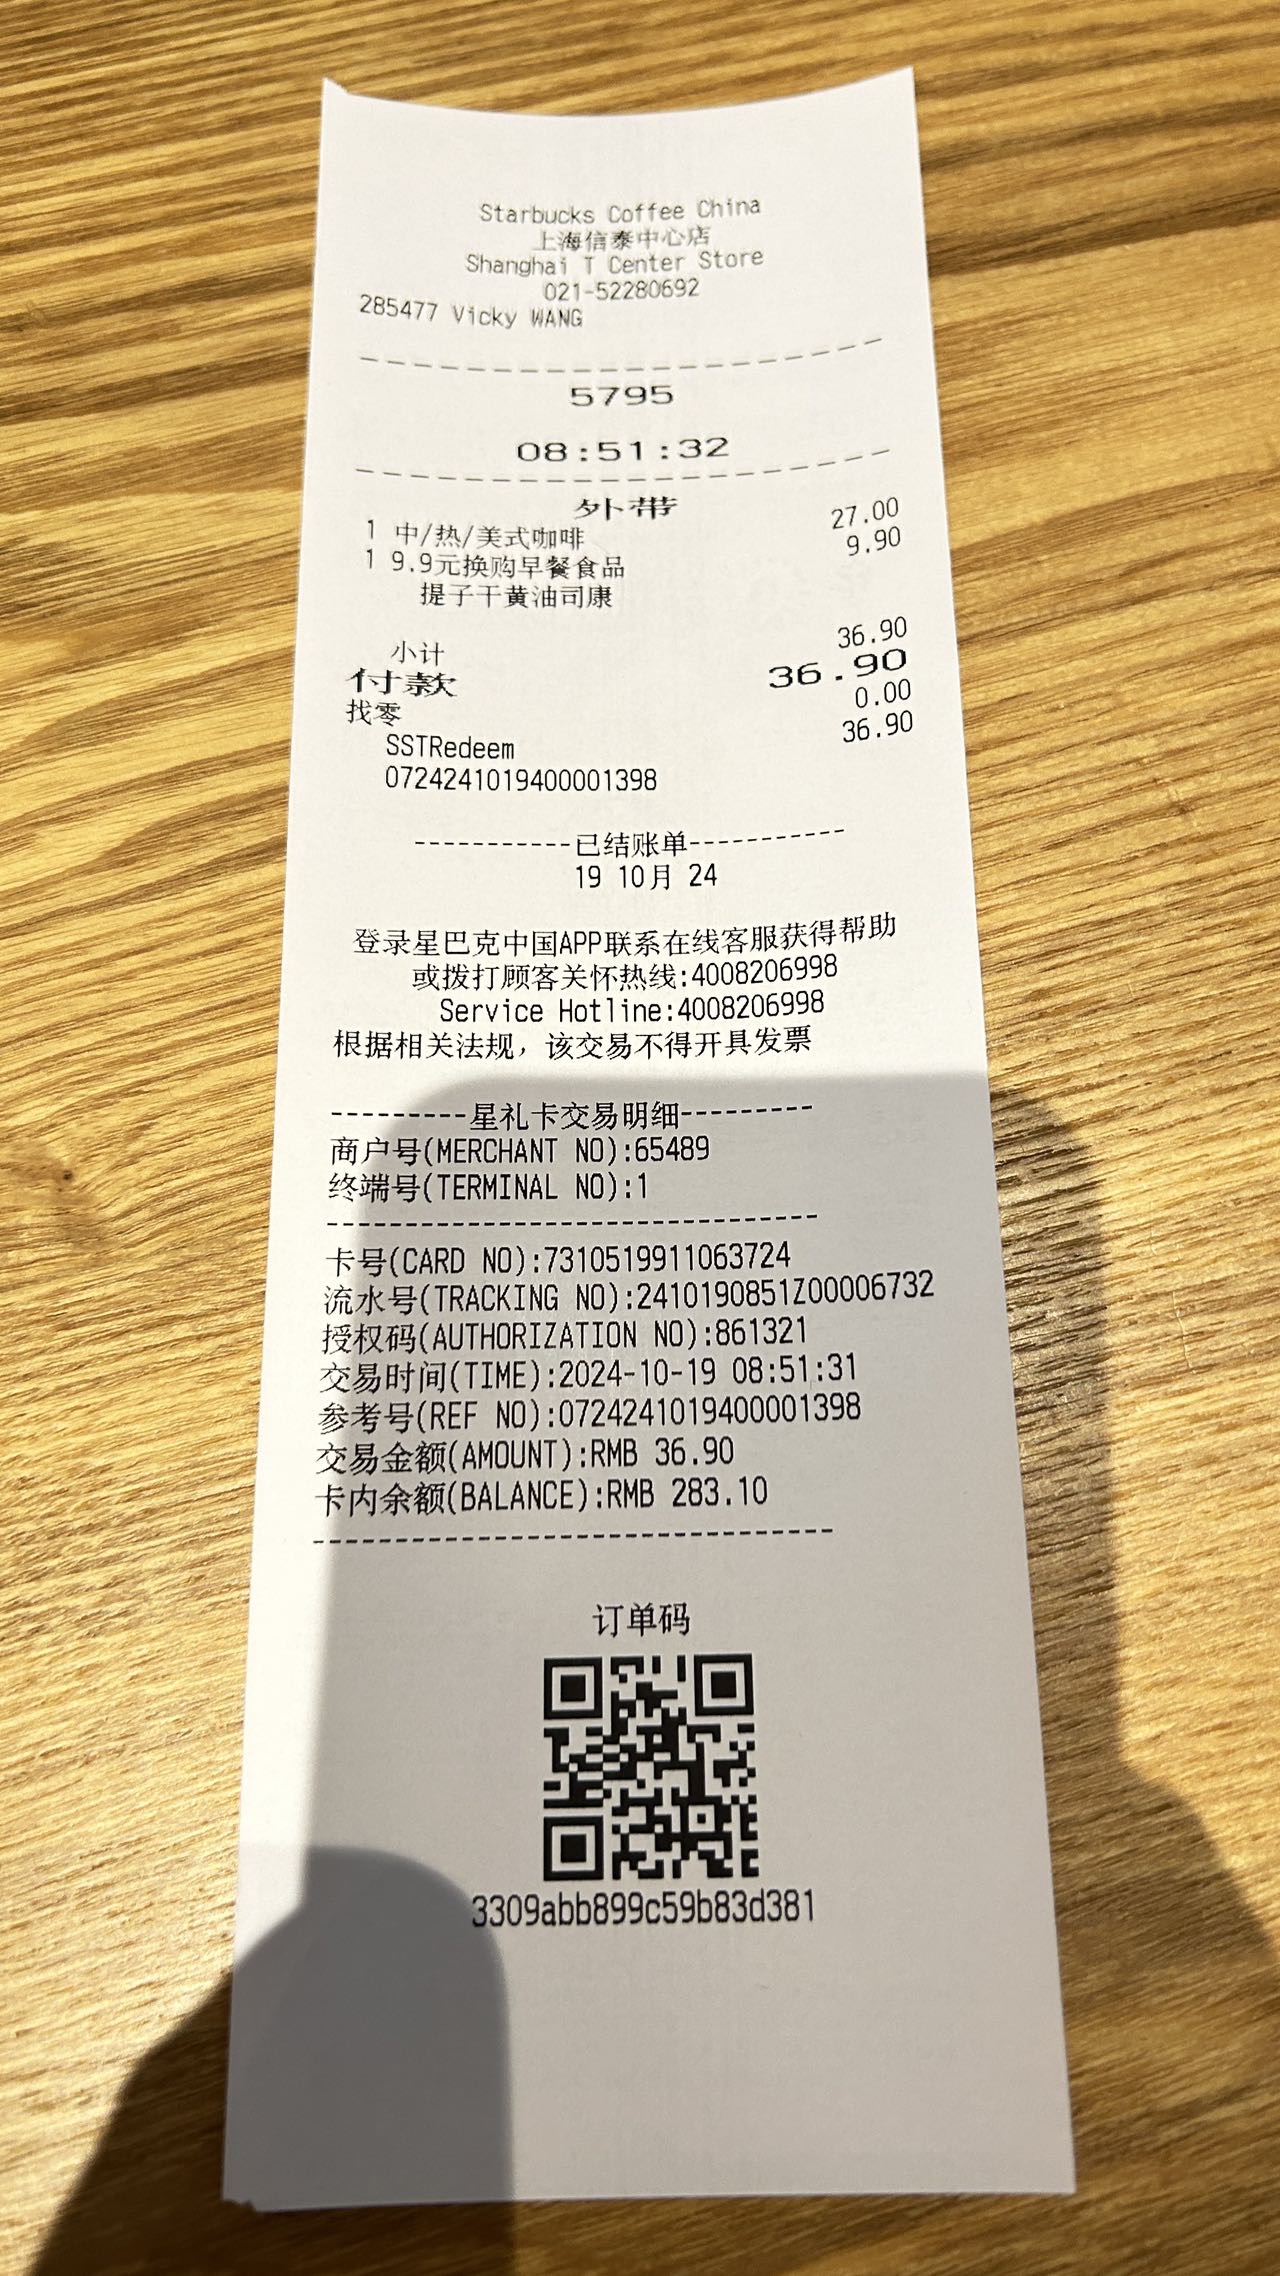 Starbucks Coffee China
上海信泰中心店
Shanghai T Center Store
021-52280692
285477 Vicky WANG
5795
08:51:32
外带
1 中/热/美式咖啡 27.00
1 9.9元换购早餐食品 9.90
提子干黄油司康
小计 36.90
付款 36.90
找零 0.00
SSTRedeem 36.90
0724241019400001398
-----------已结账单-----------
19 10月 24
登录星巴克中国APP联系在线客服获得帮助
或拨打顾客关怀热线:4008206998
Service Hotline:4008206998
根据相关法规，该交易不得开具发票
---------星礼卡交易明细---------
商户号(MERCHANT NO):65489
终端号(TERMINAL NO):1
卡号(CARD NO):7310519911063724
流水号(TRACKING NO):2410190851Z00006732
授权码(AUTHORIZATION NO):861321
交易时间(TIME):2024-10-19 08:51:31
参考号(REF NO):0724241019400001398
交易金额(AMOUNT):RMB 36.90
卡内余额(BALANCE):RMB 283.10
订单码
3309abb899c59b83d381